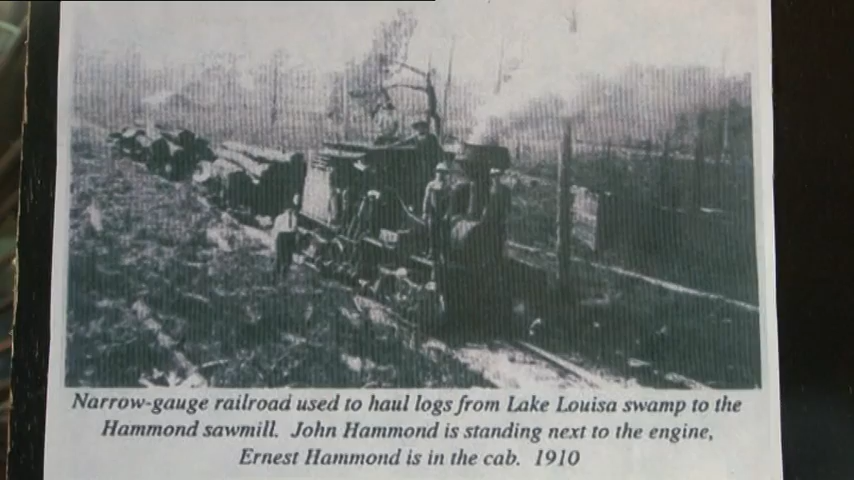 Narrow-gauge railroad used to haul logs from Lake Louisa swamp to the
Hammond sawmill. John Hammond is standing next to the engine,
Ernest Hammond is in the cab. 1910